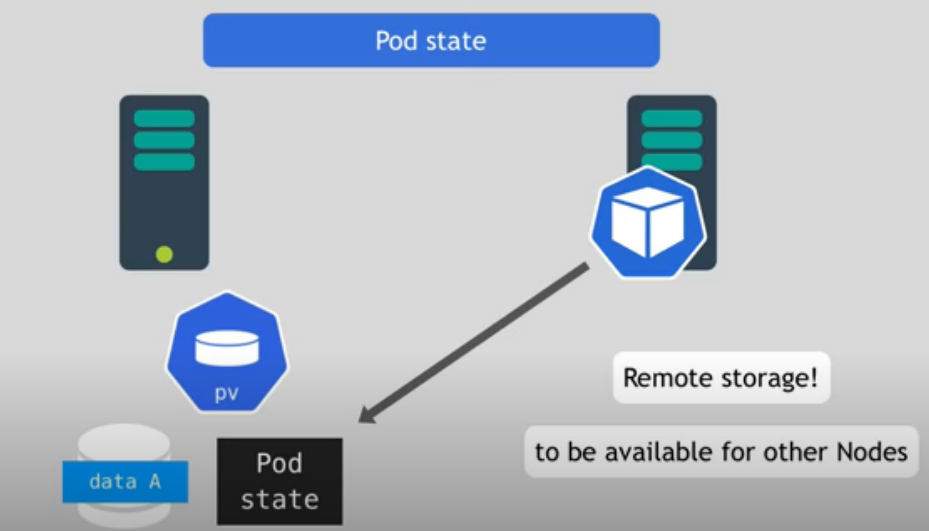 Pod state
pv
Remote storage!
to be available for other Nodes
data A
Pod
state